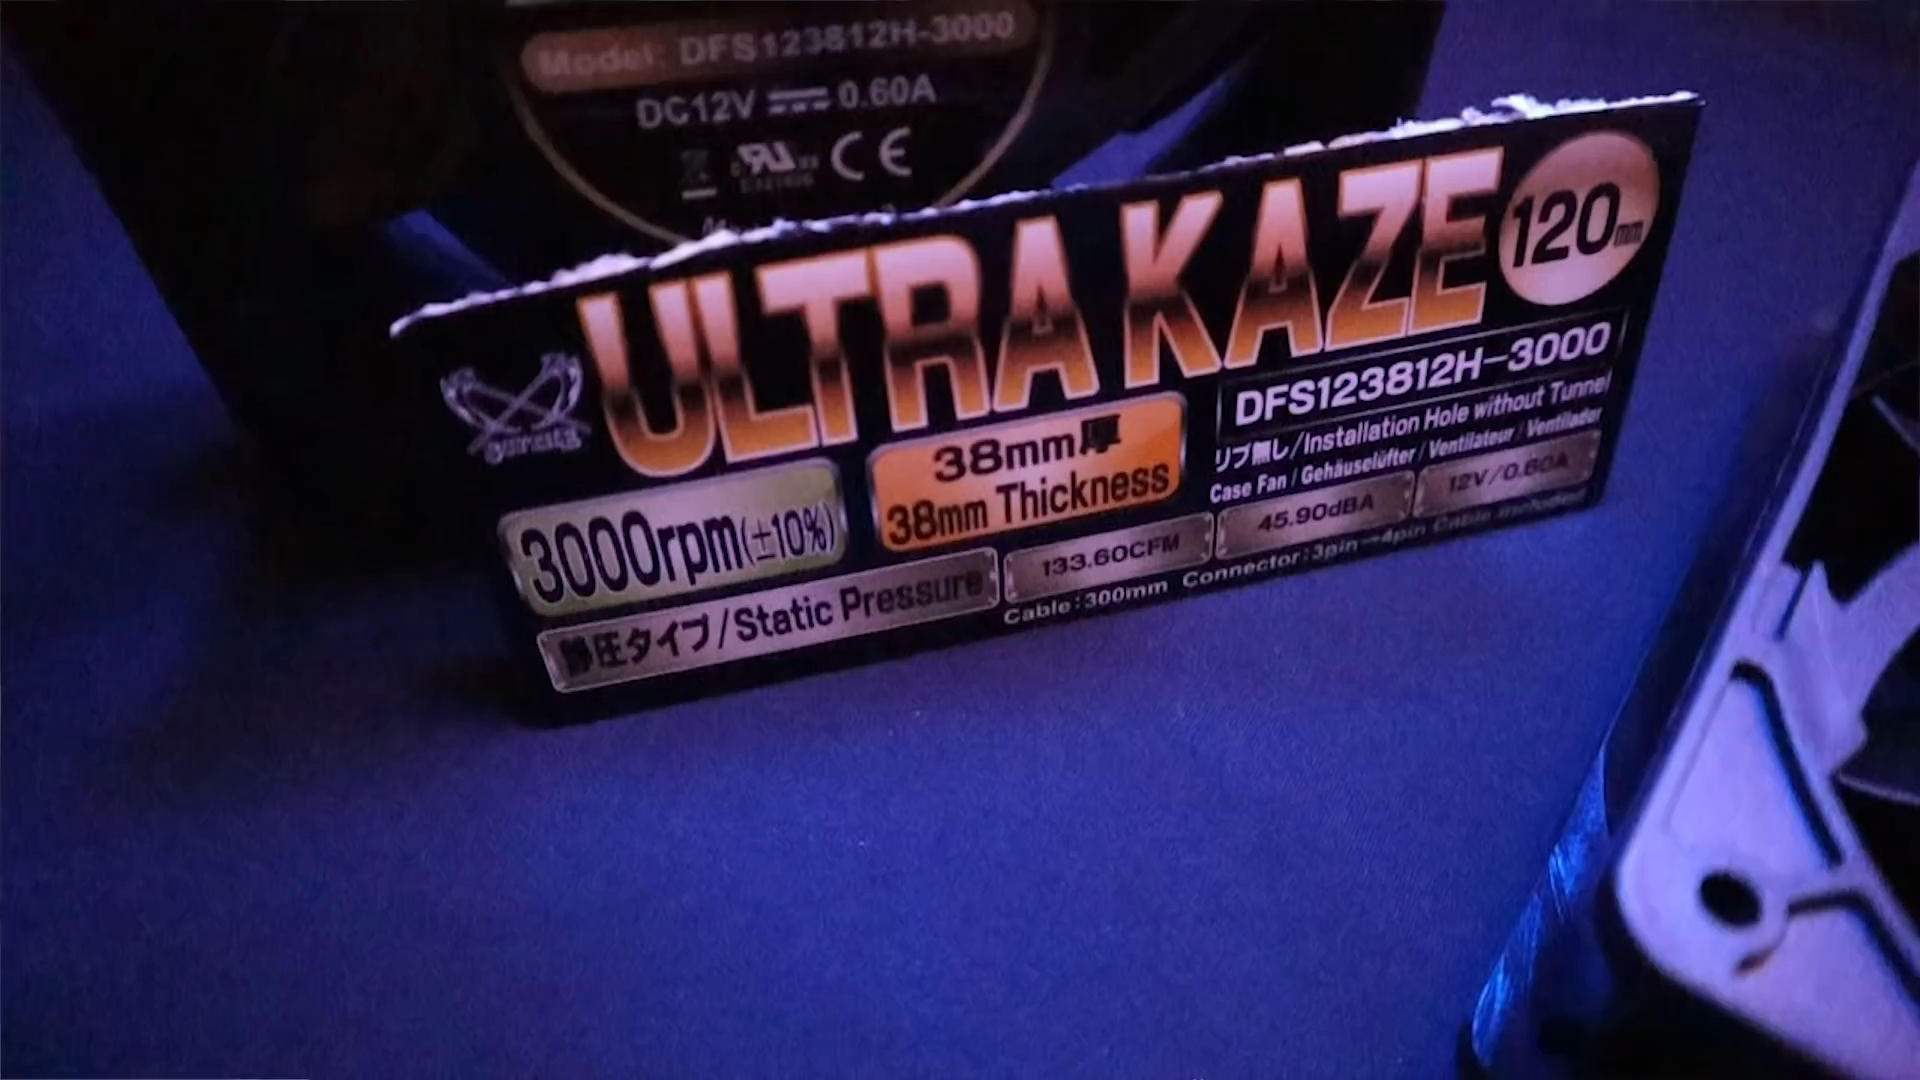 Model: DFS123812H-3000
DC12V 0.60A
CE
ULTRA KAZE
120mm
DFS123812H-3000
リブ無し/Installation Hole without Tunnel
Case Fan / Gehäuselüfter / Ventilateur / Ventilador
38mm厚
38mm Thickness
3000rpm(±10%)
静圧タイプ/Static Pressure
133.60CFM
45.90dBA
12V/0.60A
Cable:300mm Connector:3pin→4pin Cable included